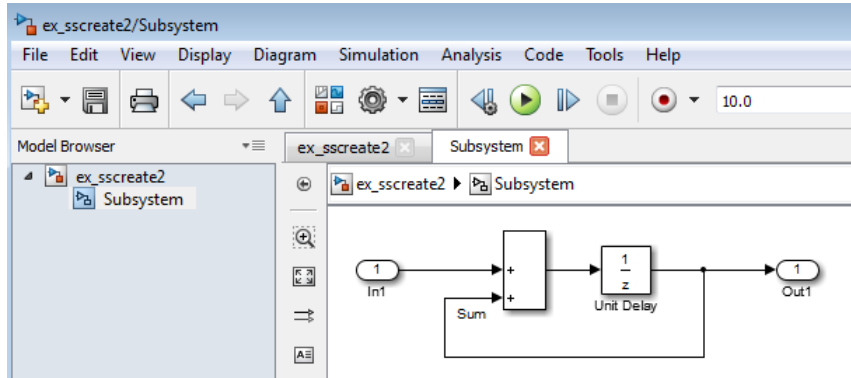 ex_sscreate2/Subsystem
File Edit View Display Diagram Simulation Analysis Code Tools Help
10.0
Model Browser
ex_sscreate2 Subsystem
ex_sscreate2
Subsystem
ex_sscreate2 Subsystem
1
In1
+
+
Sum
1
z
Unit Delay
1
Out1
A